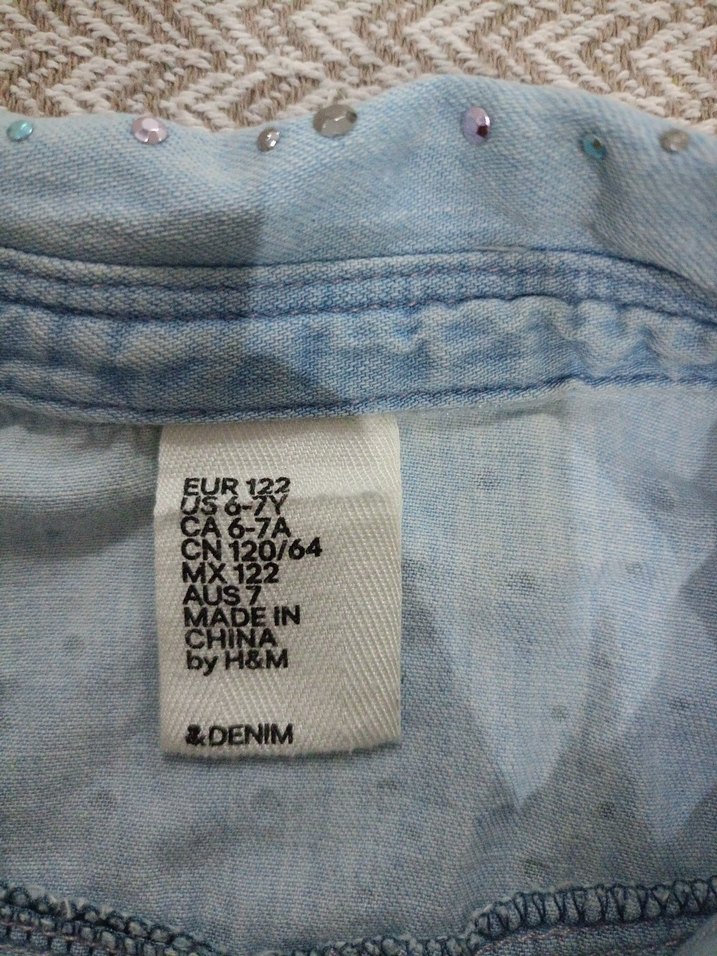 EUR 122
US 6-7Y
CA 6-7A
CN 120/64
MX 122
AUS 7
MADE IN
CHINA
by H&M
&DENIM